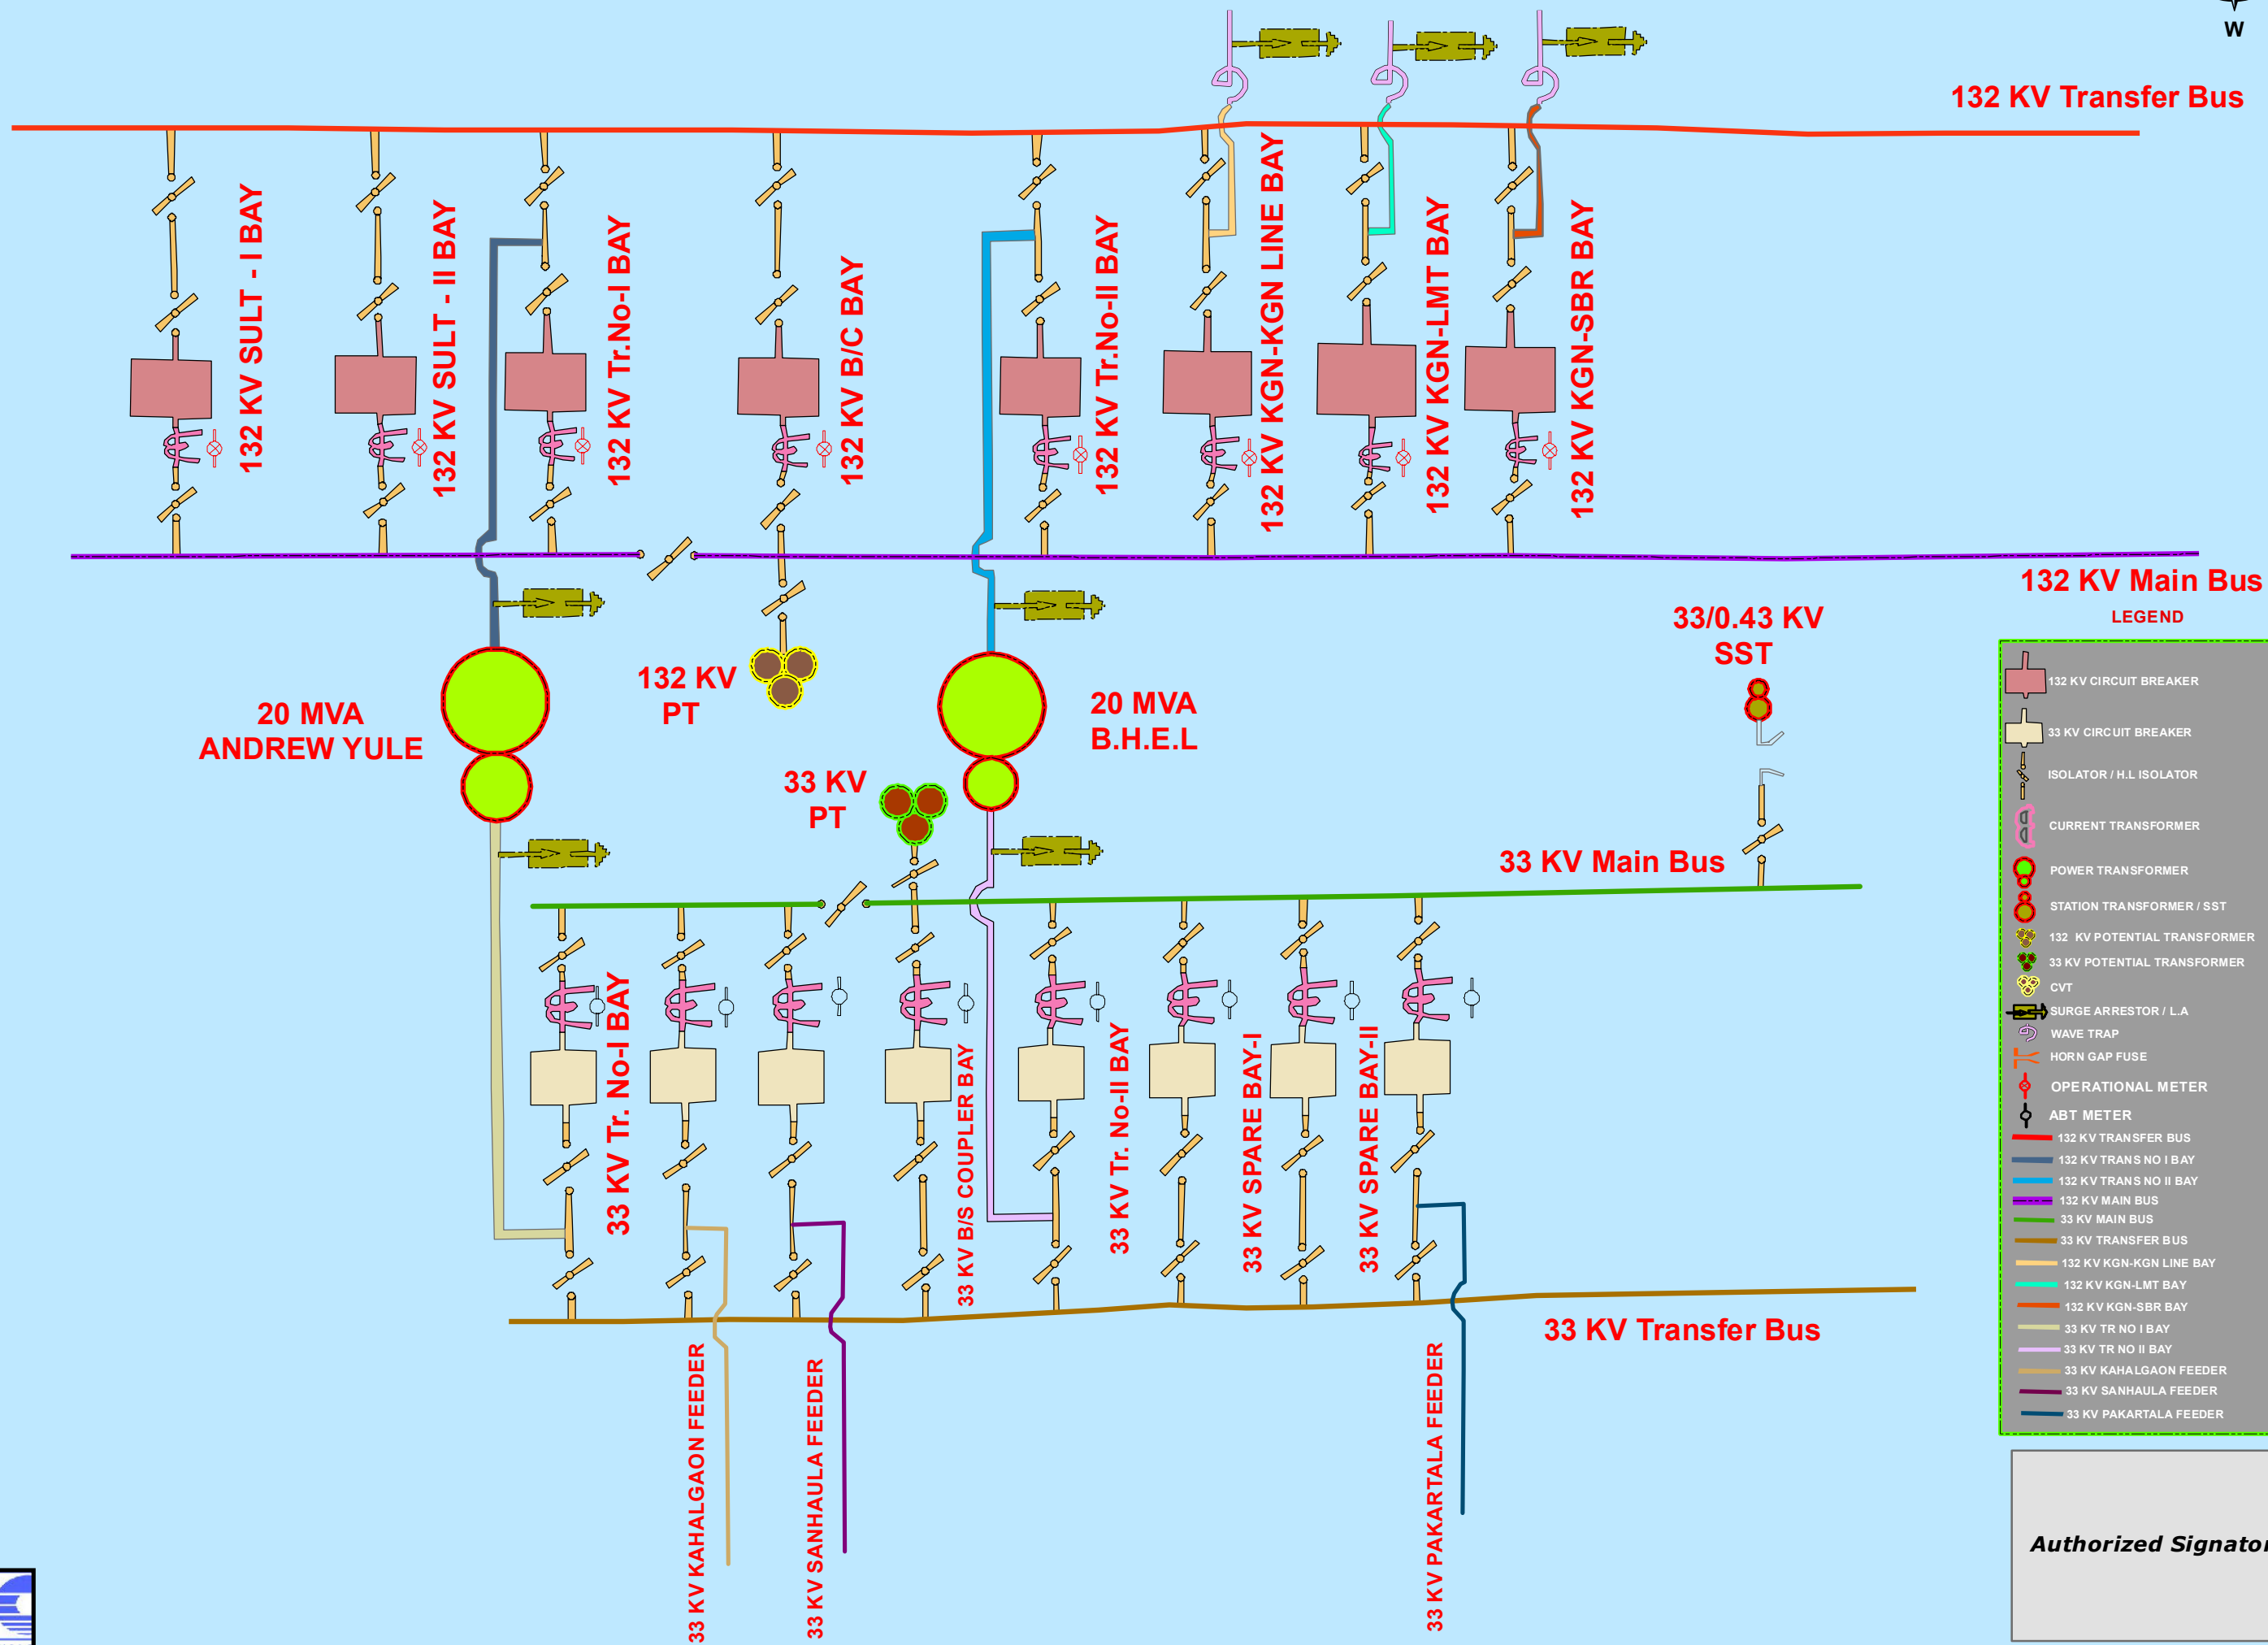 W
132 KV Transfer Bus
132 KV SULT - I BAY
132 KV SULT - II BAY
132 KV Tr.No-I BAY
132 KV B/C BAY
132 KV Tr.No-II BAY
132 KV KGN-KGN LINE BAY
132 KV KGN-LMT BAY
132 KV KGN-SBR BAY
132 KV Main Bus
20 MVA
ANDREW YULE
132 KV
PT
20 MVA
B.H.E.L
33 KV
PT
33/0.43 KV
SST
33 KV Main Bus
33 KV Tr. No-I BAY
33 KV B/S COUPLER BAY
33 KV Tr. No-II BAY
33 KV SPARE BAY-I
33 KV SPARE BAY-II
33 KV Transfer Bus
33 KV KAHALGAON FEEDER
33 KV SANHAULA FEEDER
33 KV PAKARTALA FEEDER
LEGEND
132 KV CIRCUIT BREAKER
33 KV CIRCUIT BREAKER
ISOLATOR / H.L ISOLATOR
CURRENT TRANSFORMER
POWER TRANSFORMER
STATION TRANSFORMER / SST
132 KV POTENTIAL TRANSFORMER
33 KV POTENTIAL TRANSFORMER
CVT
SURGE ARRESTOR / L.A
WAVE TRAP
HORN GAP FUSE
OPERATIONAL METER
ABT METER
132 KV TRANSFER BUS
132 KV TRANS NO I BAY
132 KV TRANS NO II BAY
132 KV MAIN BUS
33 KV MAIN BUS
33 KV TRANSFER BUS
132 KV KGN-KGN LINE BAY
132 KV KGN-LMT BAY
132 KV KGN-SBR BAY
33 KV TR NO I BAY
33 KV TR NO II BAY
33 KV KAHALGAON FEEDER
33 KV SANHAULA FEEDER
33 KV PAKARTALA FEEDER
Authorized Signator